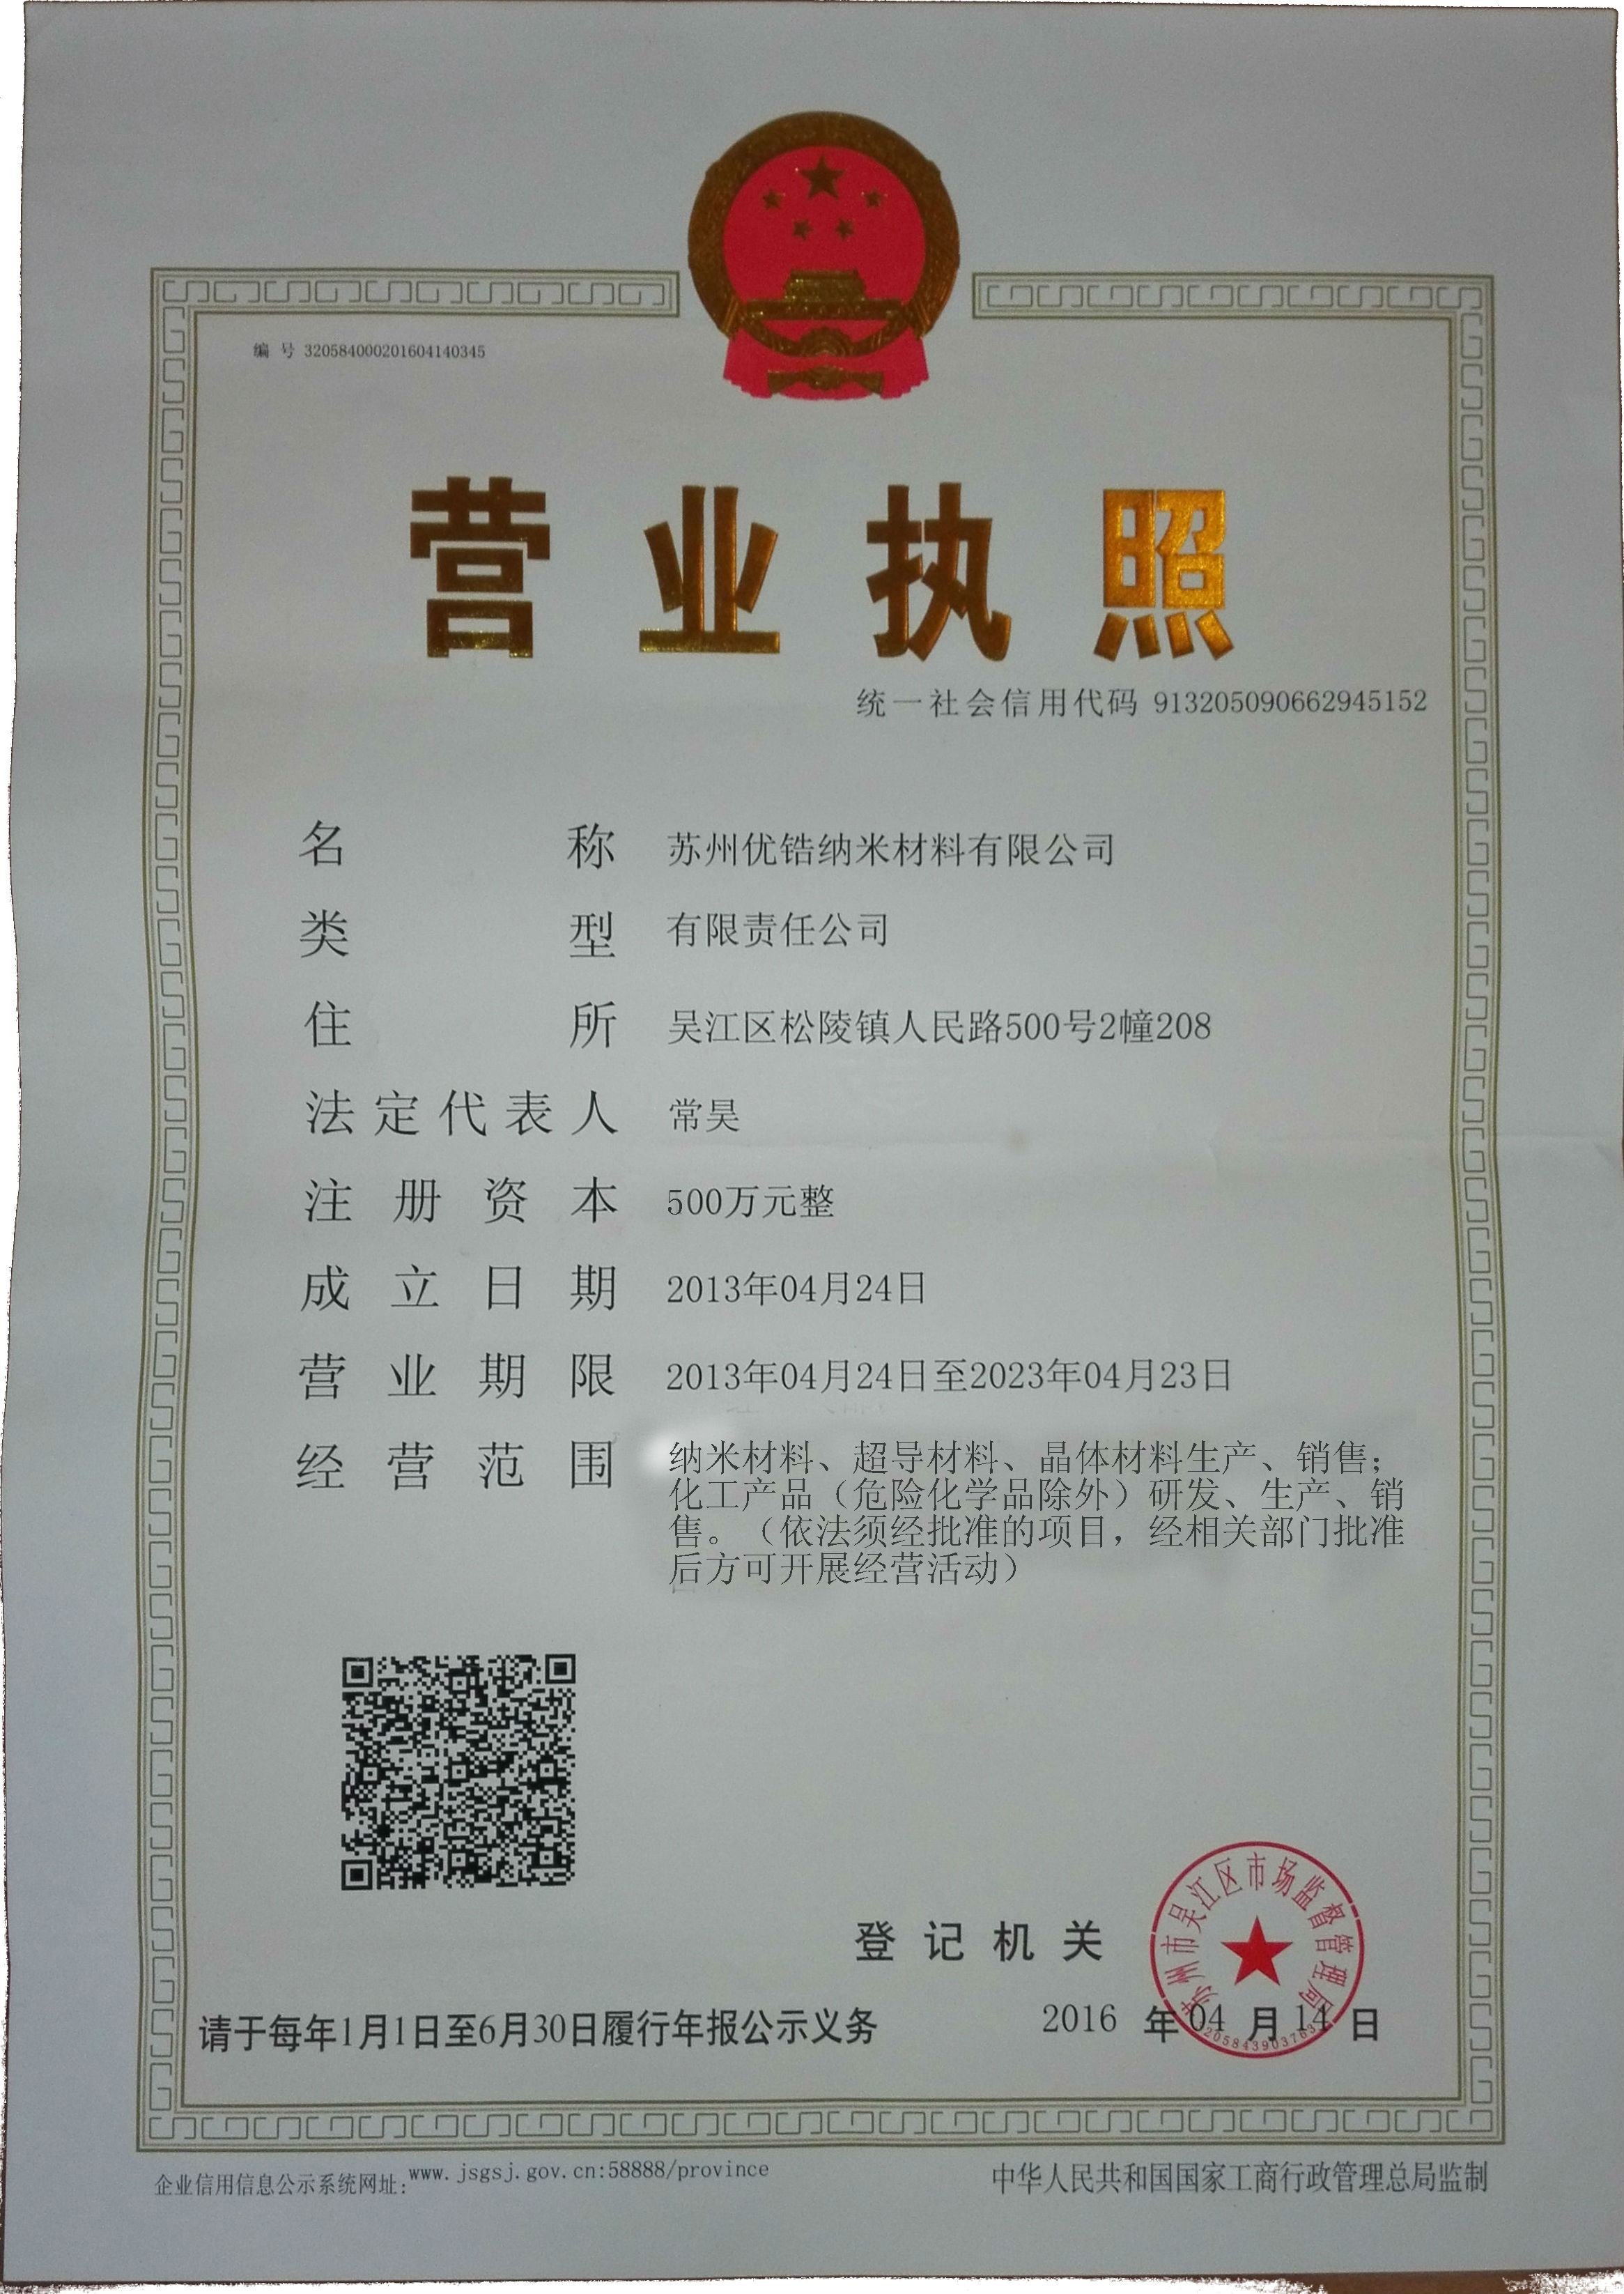 编 号 320584000201604140345
营业执照
统一社会信用代码 913205090662945152
名称 苏州优锆纳米材料有限公司
类型 有限责任公司
住所 吴江区松陵镇人民路500号2幢208
法定代表人 常昊
注册资本 500万元整
成立日期 2013年04月24日
营业期限 2013年04月24日至2023年04月23日
经营范围 纳米材料、超导材料、晶体材料生产、销售；
化工产品（危险化学品除外）研发、生产、销
售。（依法须经批准的项目，经相关部门批准
后方可开展经营活动）
登记机关
苏州市吴江区市场监督管理局
请于每年1月1日至6月30日履行年报公示义务
2016 年 04 月 14 日
企业信用信息公示系统网址：www.jsgsj.gov.cn:58888/province
中华人民共和国国家工商行政管理总局监制